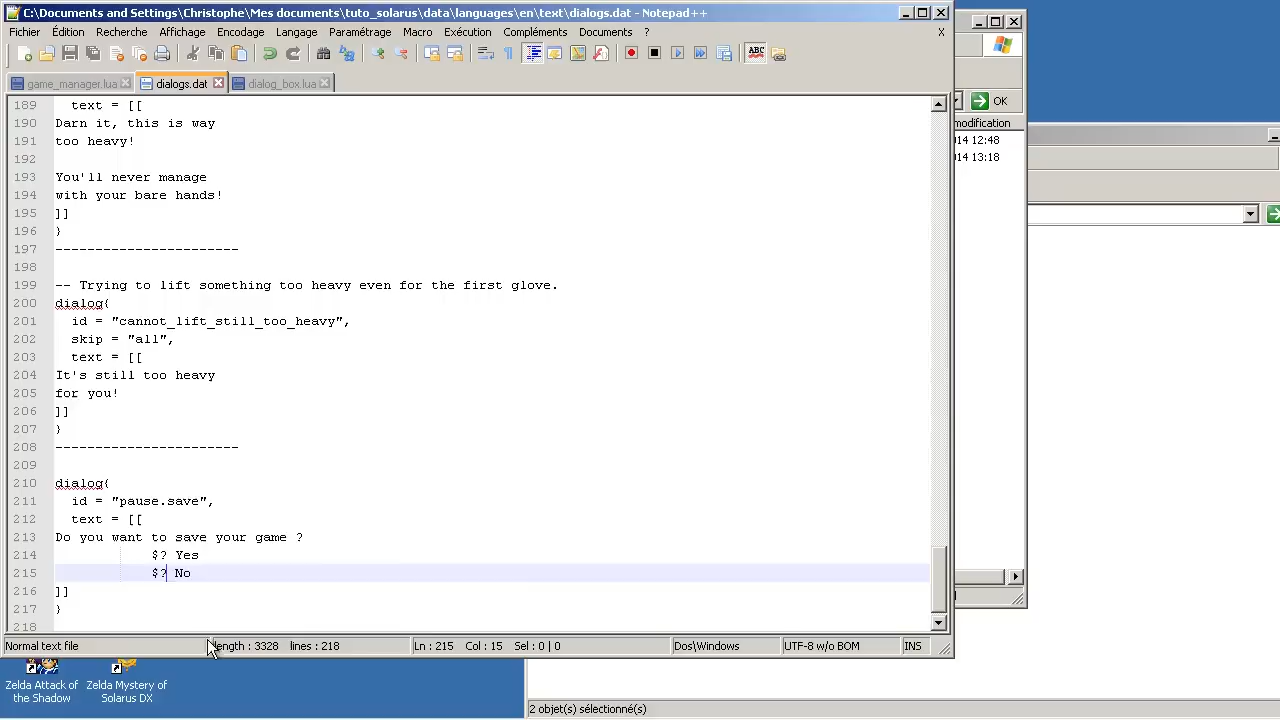 C:\Documents and Settings\Christophe\Mes documents\tuto_solarus\data\languages\en\text\dialogs.dat - Notepad++
Fichier Édition Recherche Affichage Encodage Langage Paramétrage Macro Exécution Compléments Documents ? X
game_manager.lua dialogs.dat dialog_box.lua
OK
modification
014 12:48
014 13:18
189 text = [[
190 Darn it, this is way
191 too heavy!
192
193 You'll never manage
194 with your bare hands!
195 ]]
196 }
197 -----------------------
198
199 -- Trying to lift something too heavy even for the first glove.
200 dialog{
201 id = "cannot_lift_still_too_heavy",
202 skip = "all",
203 text = [[
204 It's still too heavy
205 for you!
206 ]]
207 }
208 -----------------------
209
210 dialog{
211 id = "pause.save",
212 text = [[
213 Do you want to save your game ?
214 $? Yes
215 $? No
216 ]]
217 }
218
Normal text file length : 3328 lines : 218 Ln : 215 Col : 15 Sel : 0 | 0 Dos\Windows UTF-8 w/o BOM INS
Zelda Attack of the Shadow
Zelda Mystery of Solarus DX
2 objet(s) sélectionné(s)